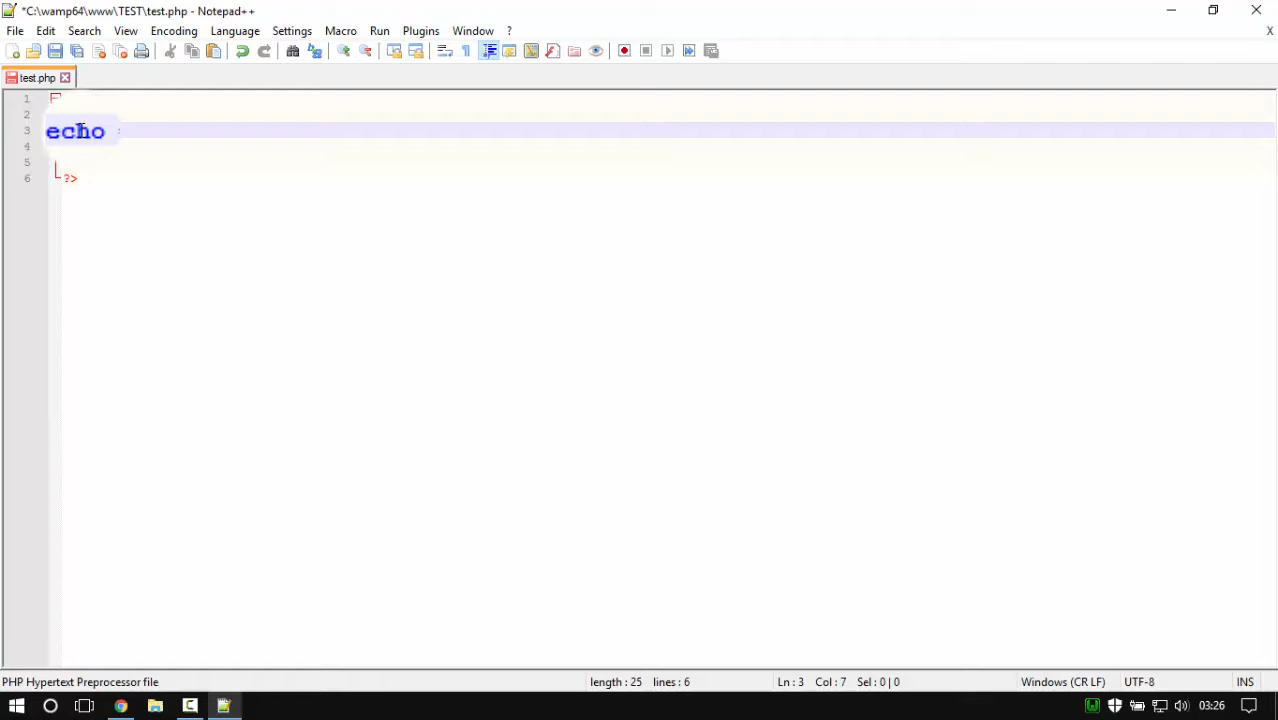 *C:\wamp64\www\TEST\test.php - Notepad++
File Edit Search View Encoding Language Settings Macro Run Plugins Window ? X
test.php
1
2
3 echo
4
5
6 ?>
PHP Hypertext Preprocessor file length : 25 lines : 6 Ln : 3 Col : 7 Sel : 0 | 0 Windows (CR LF) UTF-8 INS
03:26